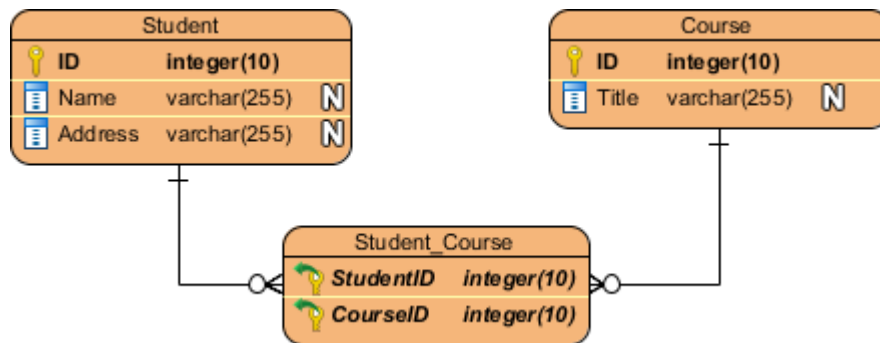 Student
ID integer(10)
Name varchar(255) N
Address varchar(255) N
Course
ID integer(10)
Title varchar(255) N
Student_Course
StudentID integer(10)
CourseID integer(10)